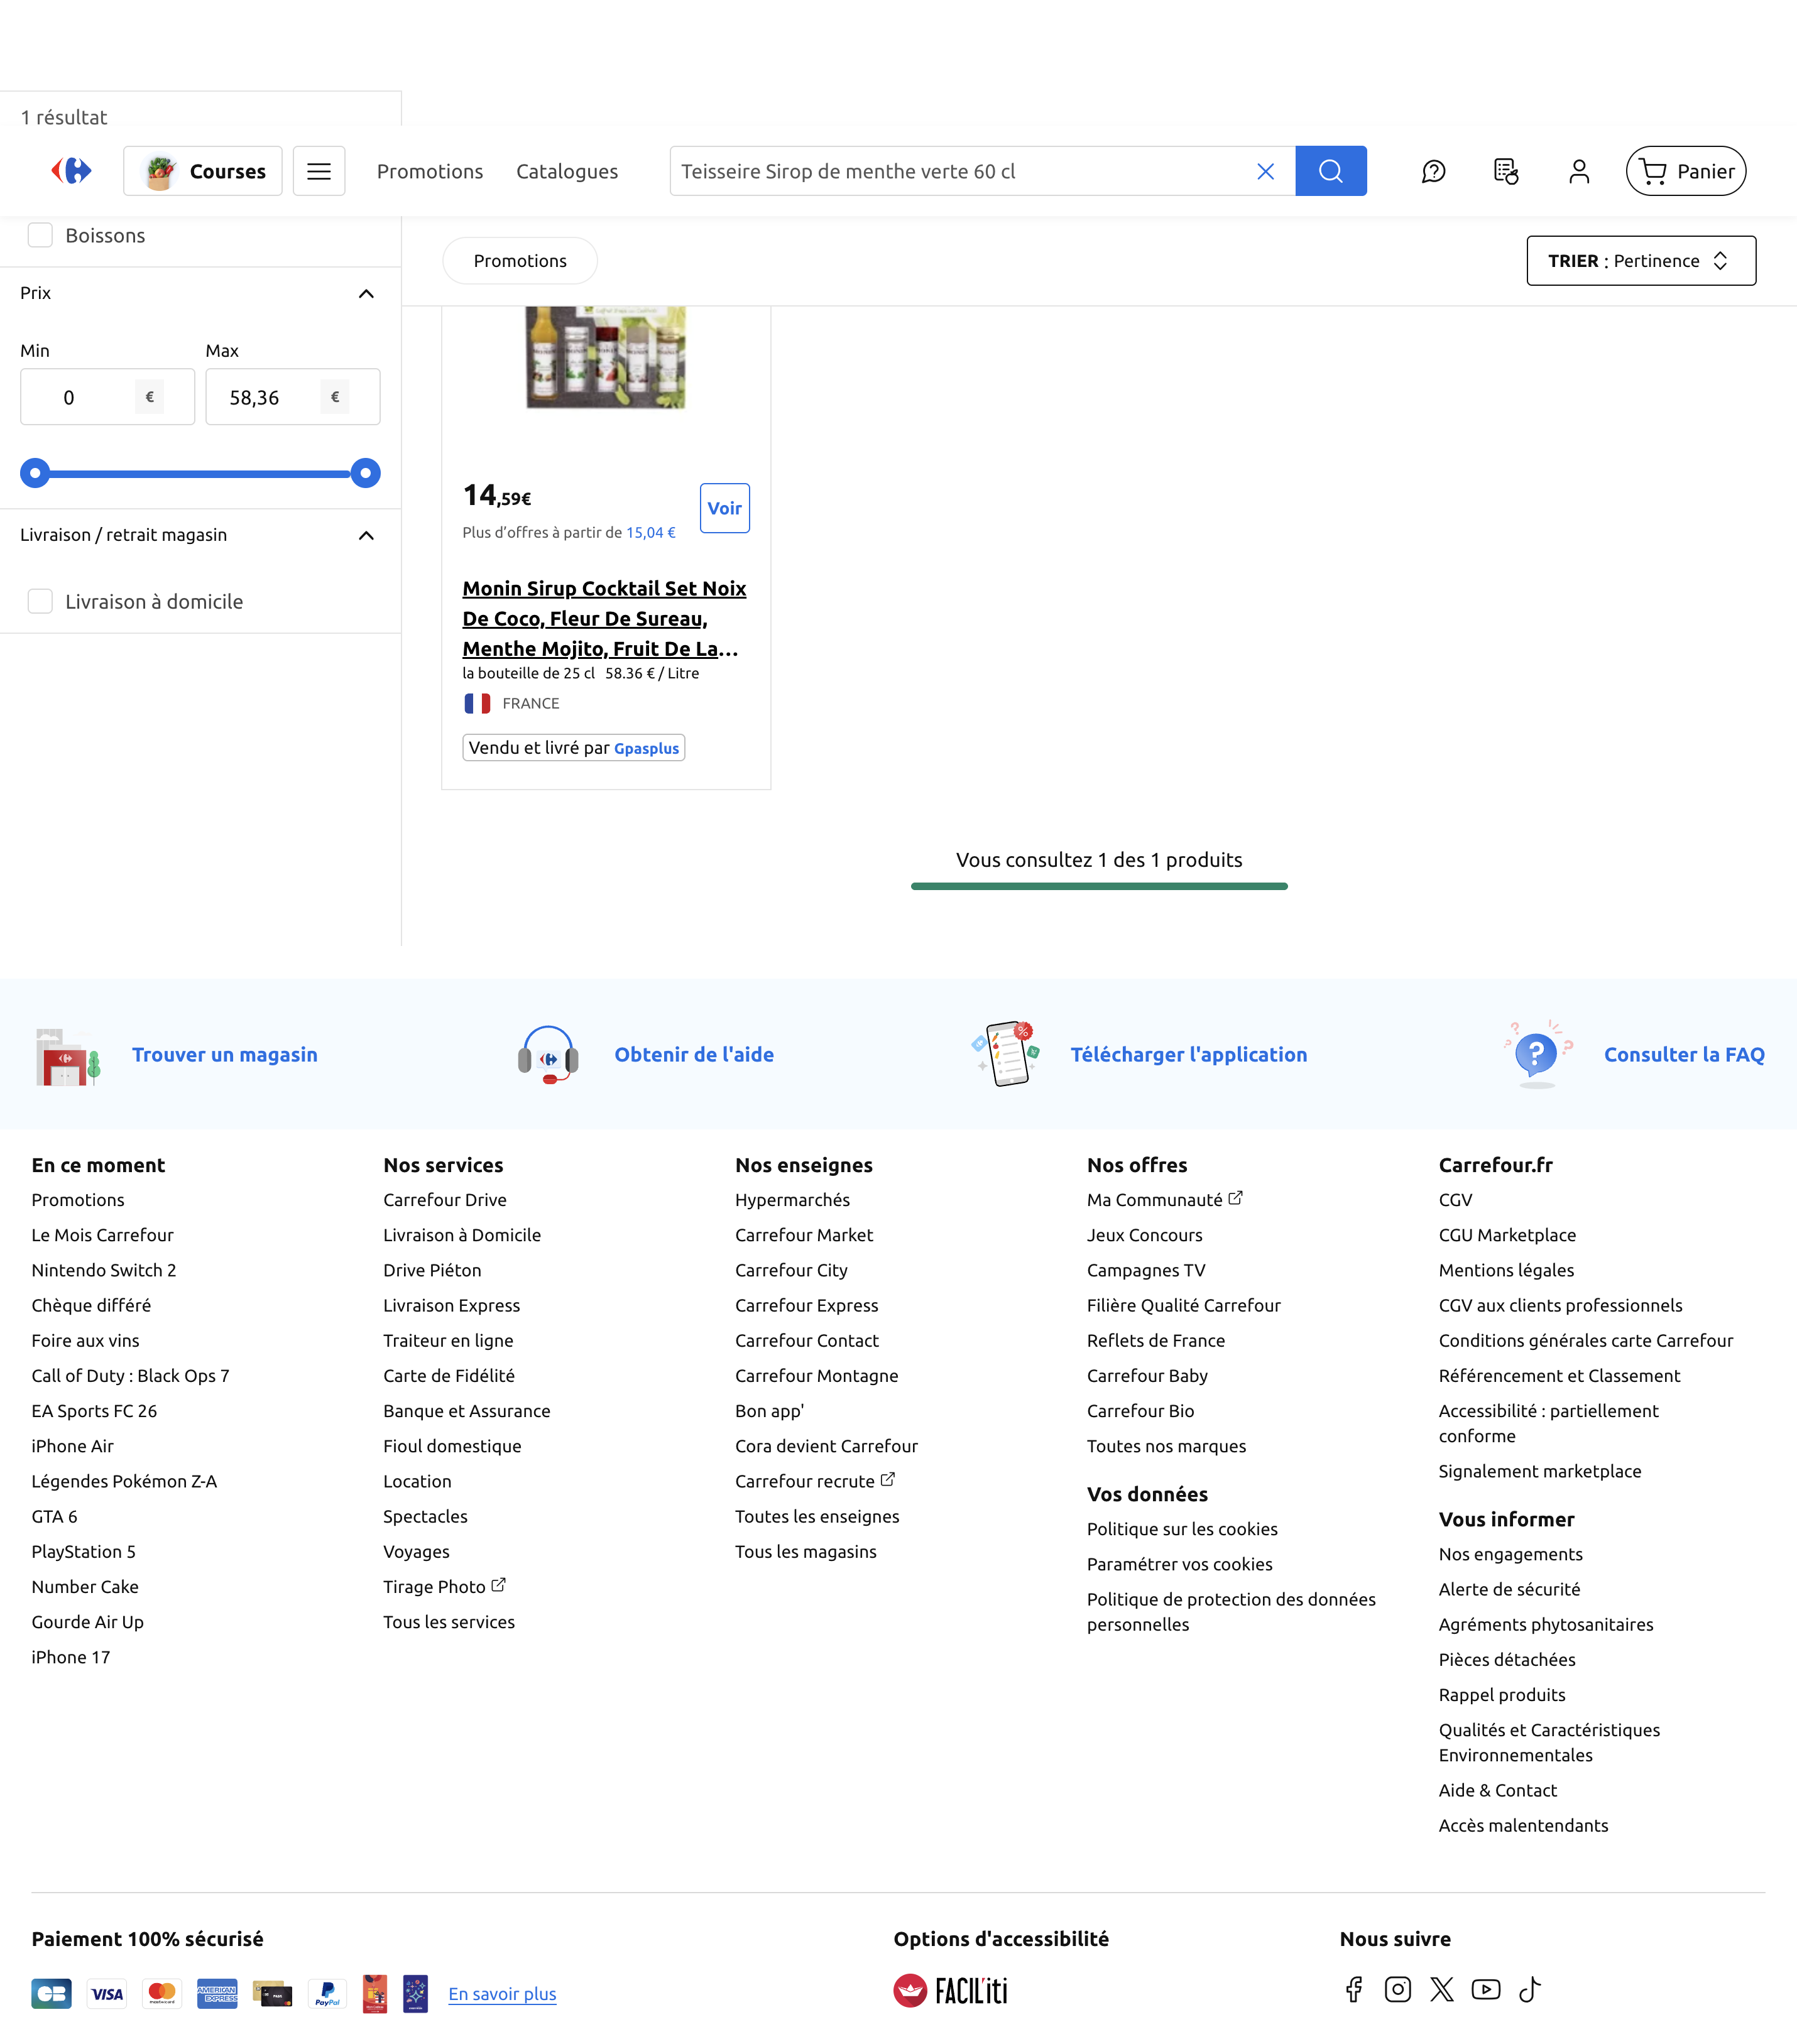 1 résultat
Courses
Promotions
Catalogues
Teisseire Sirop de menthe verte 60 cl
Panier
Boissons
Promotions
TRIER : Pertinence
Prix
Min
Max
0 €
58,36 €
Livraison / retrait magasin
Livraison à domicile
14,59€
Voir
Plus d'offres à partir de 15,04 €
Monin Sirup Cocktail Set Noix
De Coco, Fleur De Sureau,
Menthe Mojito, Fruit De La...
la bouteille de 25 cl 58.36 € / Litre
FRANCE
Vendu et livré par Gpasplus
Vous consultez 1 des 1 produits
Trouver un magasin
Obtenir de l'aide
Télécharger l'application
Consulter la FAQ
En ce moment
Promotions
Le Mois Carrefour
Nintendo Switch 2
Chèque différé
Foire aux vins
Call of Duty : Black Ops 7
EA Sports FC 26
iPhone Air
Légendes Pokémon Z-A
GTA 6
PlayStation 5
Number Cake
Gourde Air Up
iPhone 17
Nos services
Carrefour Drive
Livraison à Domicile
Drive Piéton
Livraison Express
Traiteur en ligne
Carte de Fidélité
Banque et Assurance
Fioul domestique
Location
Spectacles
Voyages
Tirage Photo
Tous les services
Nos enseignes
Hypermarchés
Carrefour Market
Carrefour City
Carrefour Express
Carrefour Contact
Carrefour Montagne
Bon app'
Cora devient Carrefour
Carrefour recrute
Toutes les enseignes
Tous les magasins
Nos offres
Ma Communauté
Jeux Concours
Campagnes TV
Filière Qualité Carrefour
Reflets de France
Carrefour Baby
Carrefour Bio
Toutes nos marques
Vos données
Politique sur les cookies
Paramétrer vos cookies
Politique de protection des données
personnelles
Carrefour.fr
CGV
CGU Marketplace
Mentions légales
CGV aux clients professionnels
Conditions générales carte Carrefour
Référencement et Classement
Accessibilité : partiellement
conforme
Signalement marketplace
Vous informer
Nos engagements
Alerte de sécurité
Agréments phytosanitaires
Pièces détachées
Rappel produits
Qualités et Caractéristiques
Environnementales
Aide & Contact
Accès malentendants
Paiement 100% sécurisé
CB
VISA
mastercard
AMERICAN
EXPRESS
PayPal
En savoir plus
Options d'accessibilité
FACIL'iti
Nous suivre